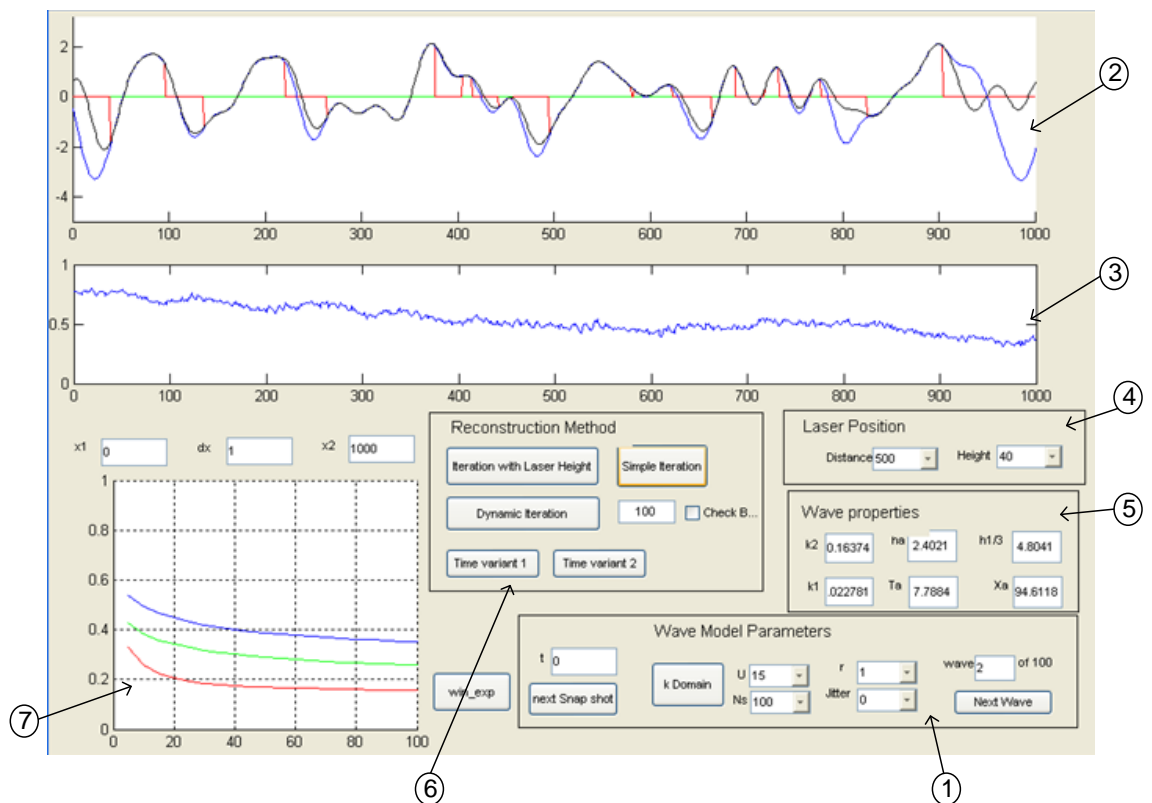 2
0
-2
-4
0 100 200 300 400 500 600 700 800 900 1000
2
1
0.5
0
0 100 200 300 400 500 600 700 800 900 1000
3
x1 0 dx 1 x2 1000
Reconstruction Method
Iteration with Laser Height Simple Iteration
Dynamic Iteration 100 Check B...
Time variant 1 Time variant 2
Laser Position
Distance 500 Height 40
4
Wave properties
k2 0.16374 ha 2.4021 h1/3 4.8041
k1 .022781 Ta 7.7884 Xa 94.6118
5
1
0.8
0.6
0.4
0.2
0
0 20 40 60 80 100
7
win_exp
Wave Model Parameters
t 0 k Domain U 15 r 1 wave 2 of 100
next Snap shot Ns 100 Jitter 0 Next Wave
6
1